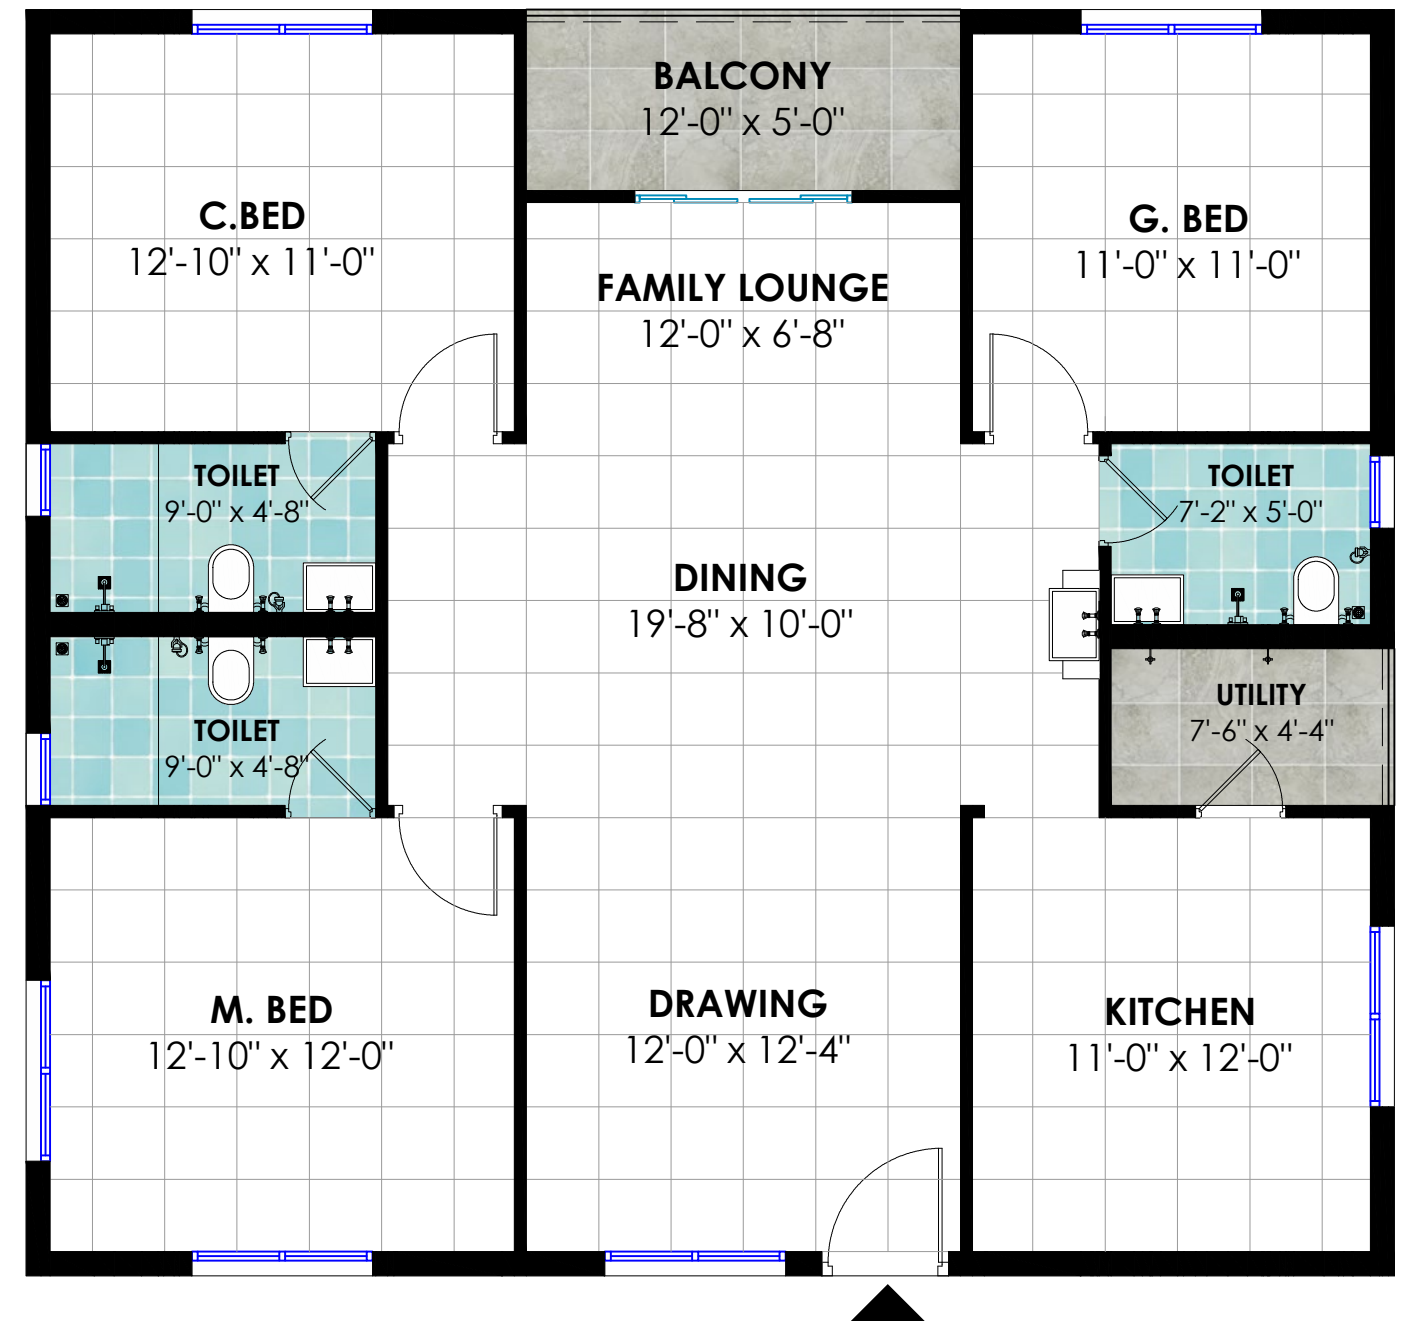 BALCONY
12'-0" x 5'-0"
C.BED
12'-10" x 11'-0"
G. BED
11'-0" x 11'-0"
FAMILY LOUNGE
12'-0" x 6'-8"
TOILET
9'-0" x 4'-8"
TOILET
7'-2" x 5'-0"
DINING
19'-8" x 10'-0"
UTILITY
7'-6" x 4'-4"
TOILET
9'-0" x 4'-8"
M. BED
12'-10" x 12'-0"
DRAWING
12'-0" x 12'-4"
KITCHEN
11'-0" x 12'-0"